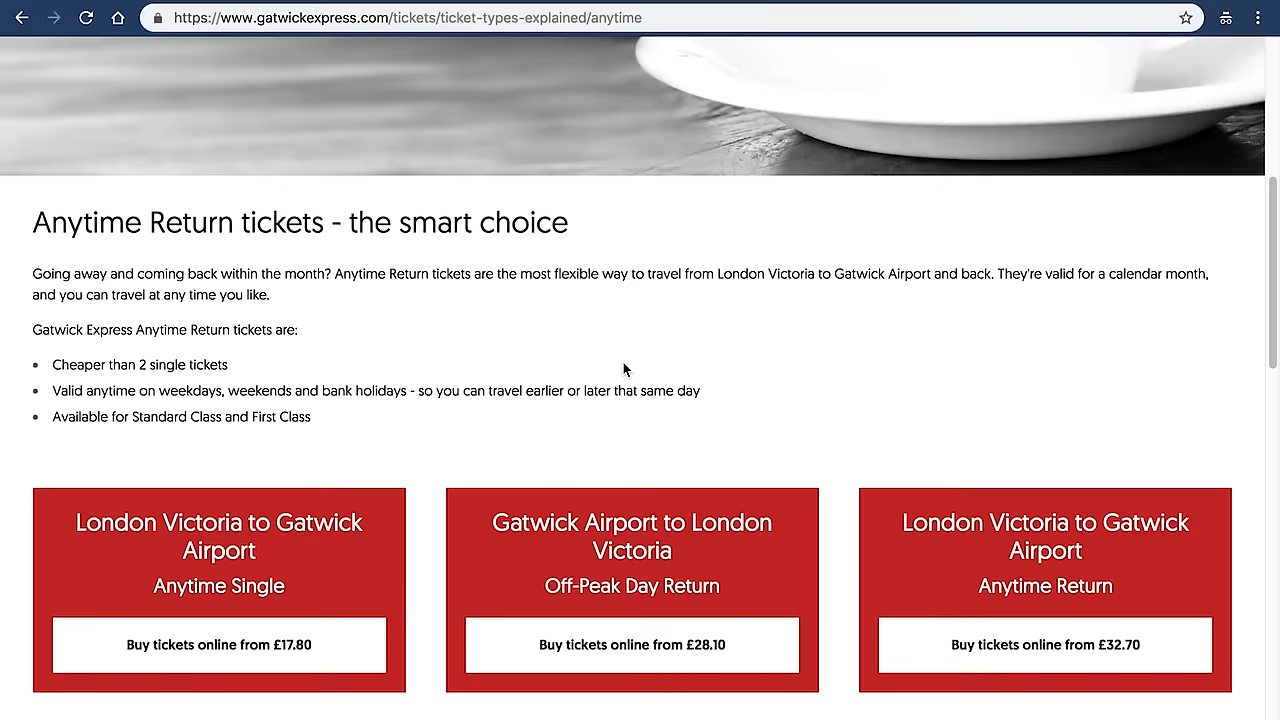 https://www.gatwickexpress.com/tickets/ticket-types-explained/anytime
Anytime Return tickets - the smart choice
Going away and coming back within the month? Anytime Return tickets are the most flexible way to travel from London Victoria to Gatwick Airport and back. They're valid for a calendar month,
and you can travel at any time you like.
Gatwick Express Anytime Return tickets are:
Cheaper than 2 single tickets
Valid anytime on weekdays, weekends and bank holidays - so you can travel earlier or later that same day
Available for Standard Class and First Class
London Victoria to Gatwick
Airport
Anytime Single
Buy tickets online from £17.80
Gatwick Airport to London
Victoria
Off-Peak Day Return
Buy tickets online from £28.10
London Victoria to Gatwick
Airport
Anytime Return
Buy tickets online from £32.70